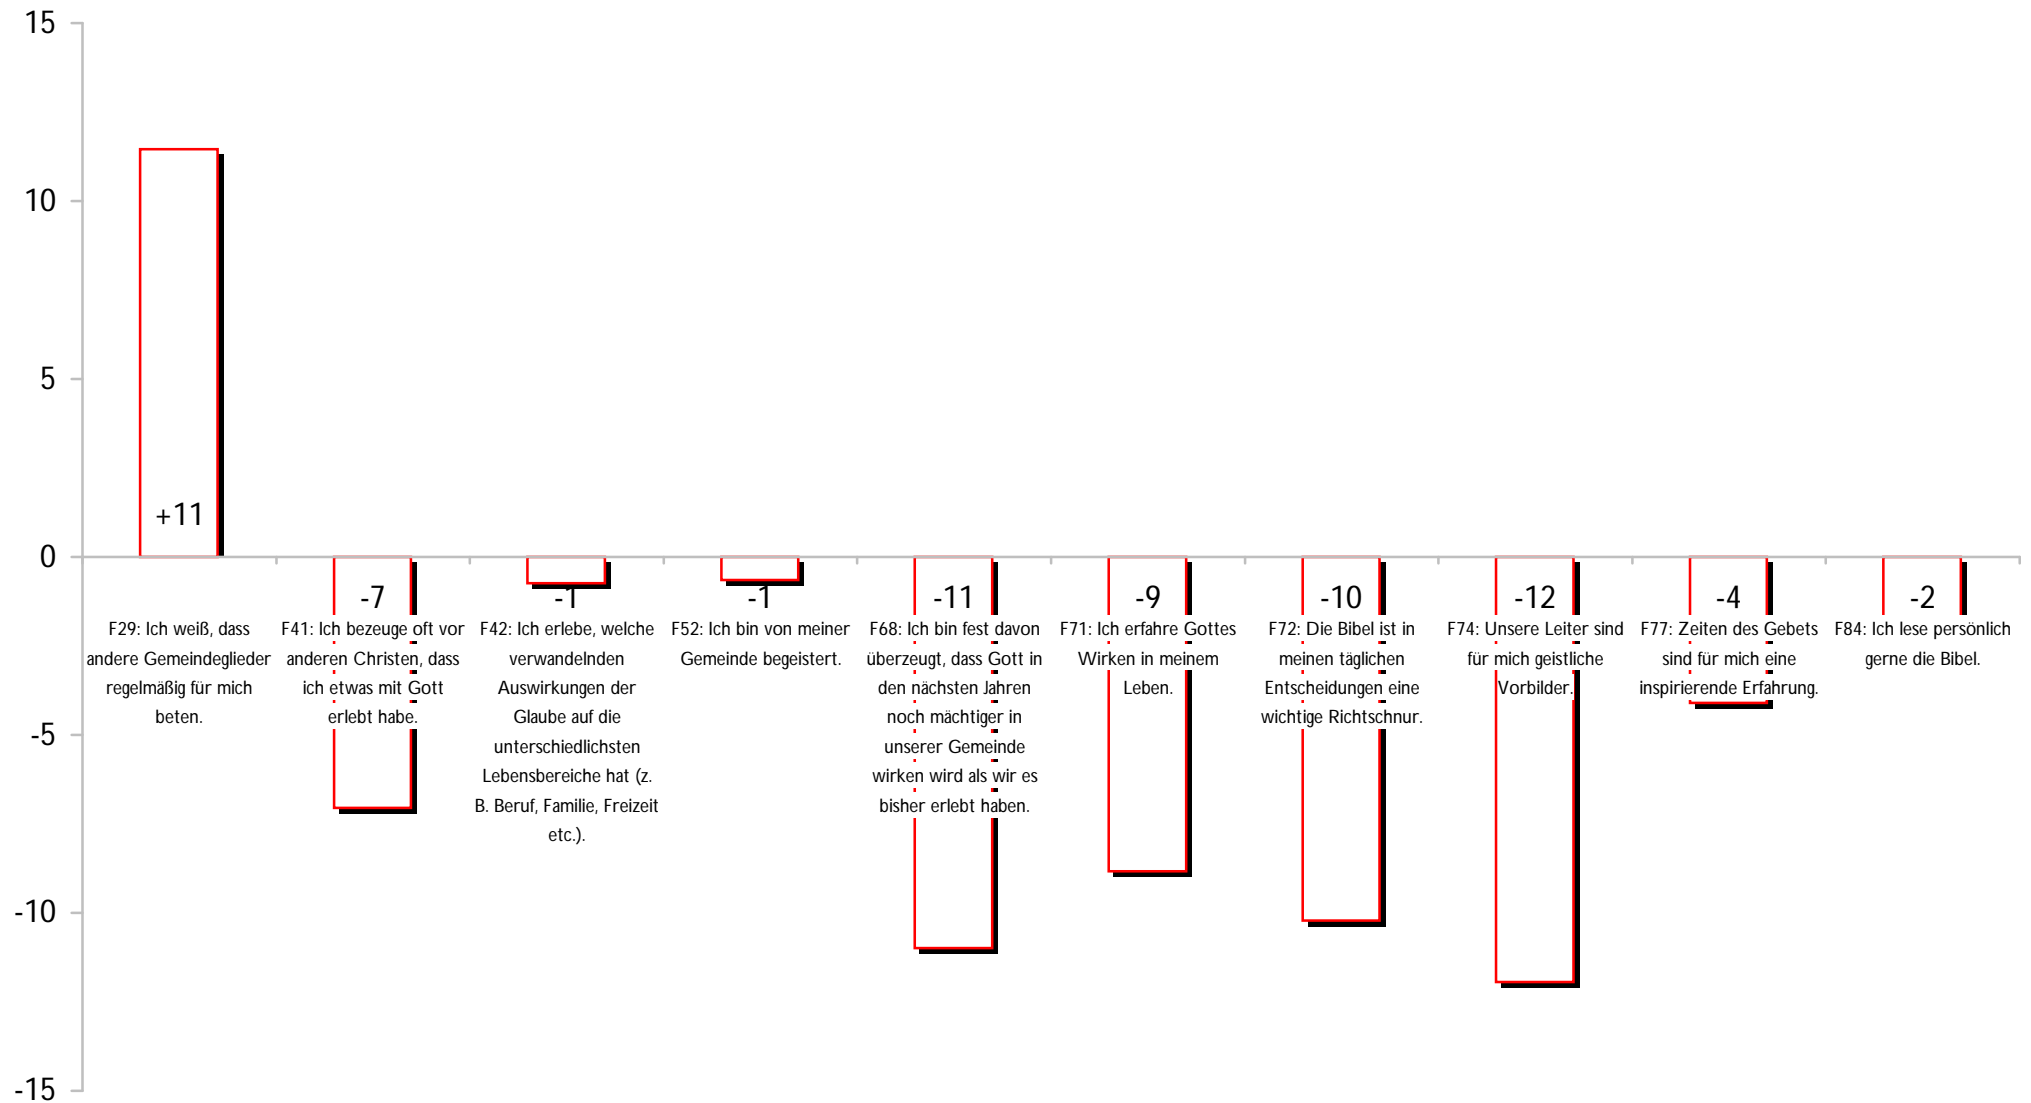 15
10
5
0
-5
-10
-15
+11
-7
-1
-1
-11
-9
-10
-12
-4
-2
F29: Ich weiß, dass
andere Gemeindeglieder
regelmäßig für mich
beten.
F41: Ich bezeuge oft vor
anderen Christen, dass
ich etwas mit Gott
erlebt habe.
F42: Ich erlebe, welche
verwandelnden
Auswirkungen der
Glaube auf die
unterschiedlichsten
Lebensbereiche hat (z.
B. Beruf, Familie, Freizeit
etc.).
F52: Ich bin von meiner
Gemeinde begeistert.
F68: Ich bin fest davon
überzeugt, dass Gott in
den nächsten Jahren
noch mächtiger in
unserer Gemeinde
wirken wird als wir es
bisher erlebt haben.
F71: Ich erfahre Gottes
Wirken in meinem
Leben.
F72: Die Bibel ist in
meinen täglichen
Entscheidungen eine
wichtige Richtschnur.
F74: Unsere Leiter sind
für mich geistliche
Vorbilder.
F77: Zeiten des Gebets
sind für mich eine
inspirierende Erfahrung.
F84: Ich lese persönlich
gerne die Bibel.